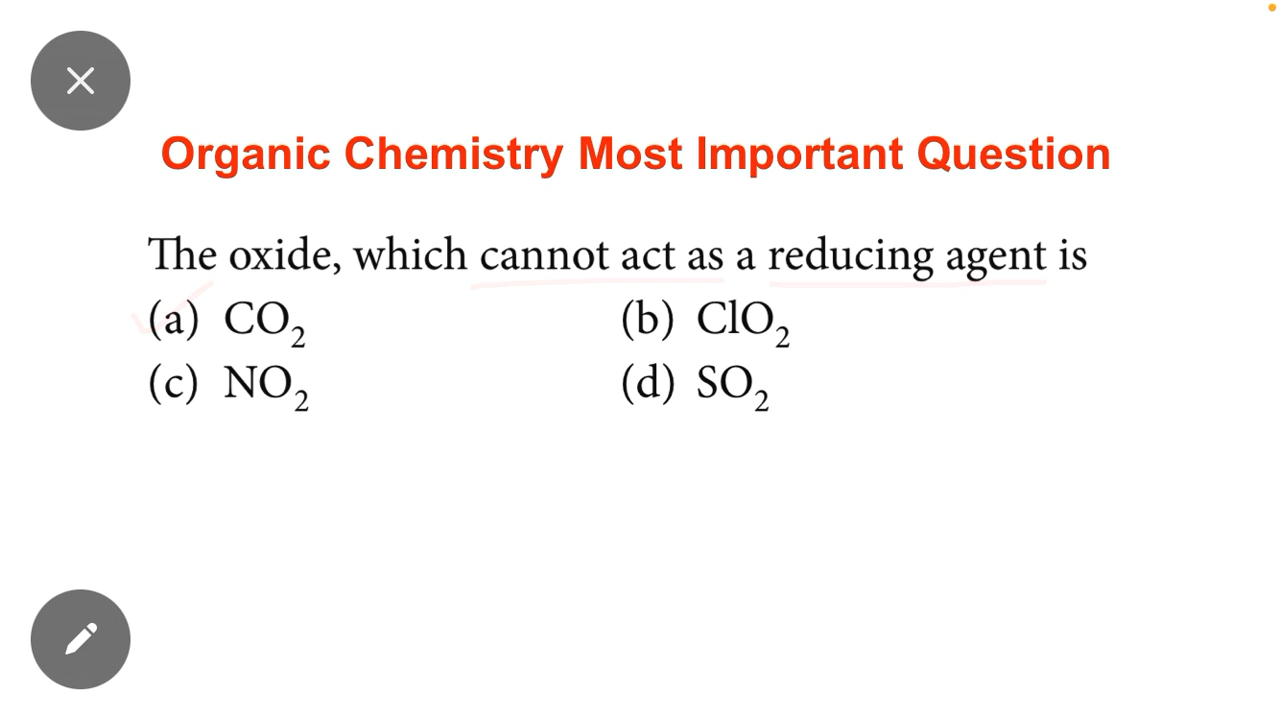 Organic Chemistry Most Important Question
The oxide, which cannot act as a reducing agent is
(a) CO₂ (b) ClO₂
(c) NO₂ (d) SO₂